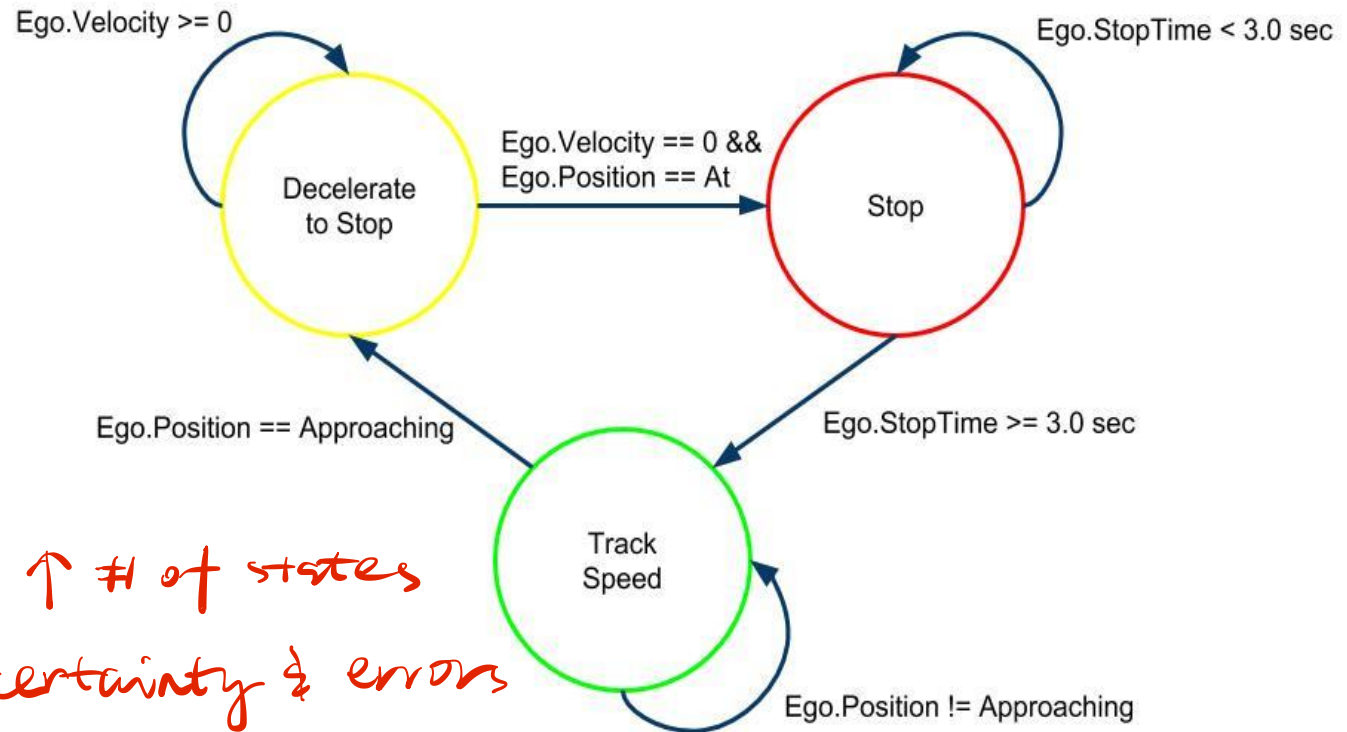 Ego.Velocity >= 0
Ego.StopTime < 3.0 sec
Ego.Velocity == 0 &&
Ego.Position == At
Decelerate
to Stop
Stop
Ego.Position == Approaching
Ego.StopTime >= 3.0 sec
Track
Speed
↑ # of states
& errors
Ego.Position != Approaching